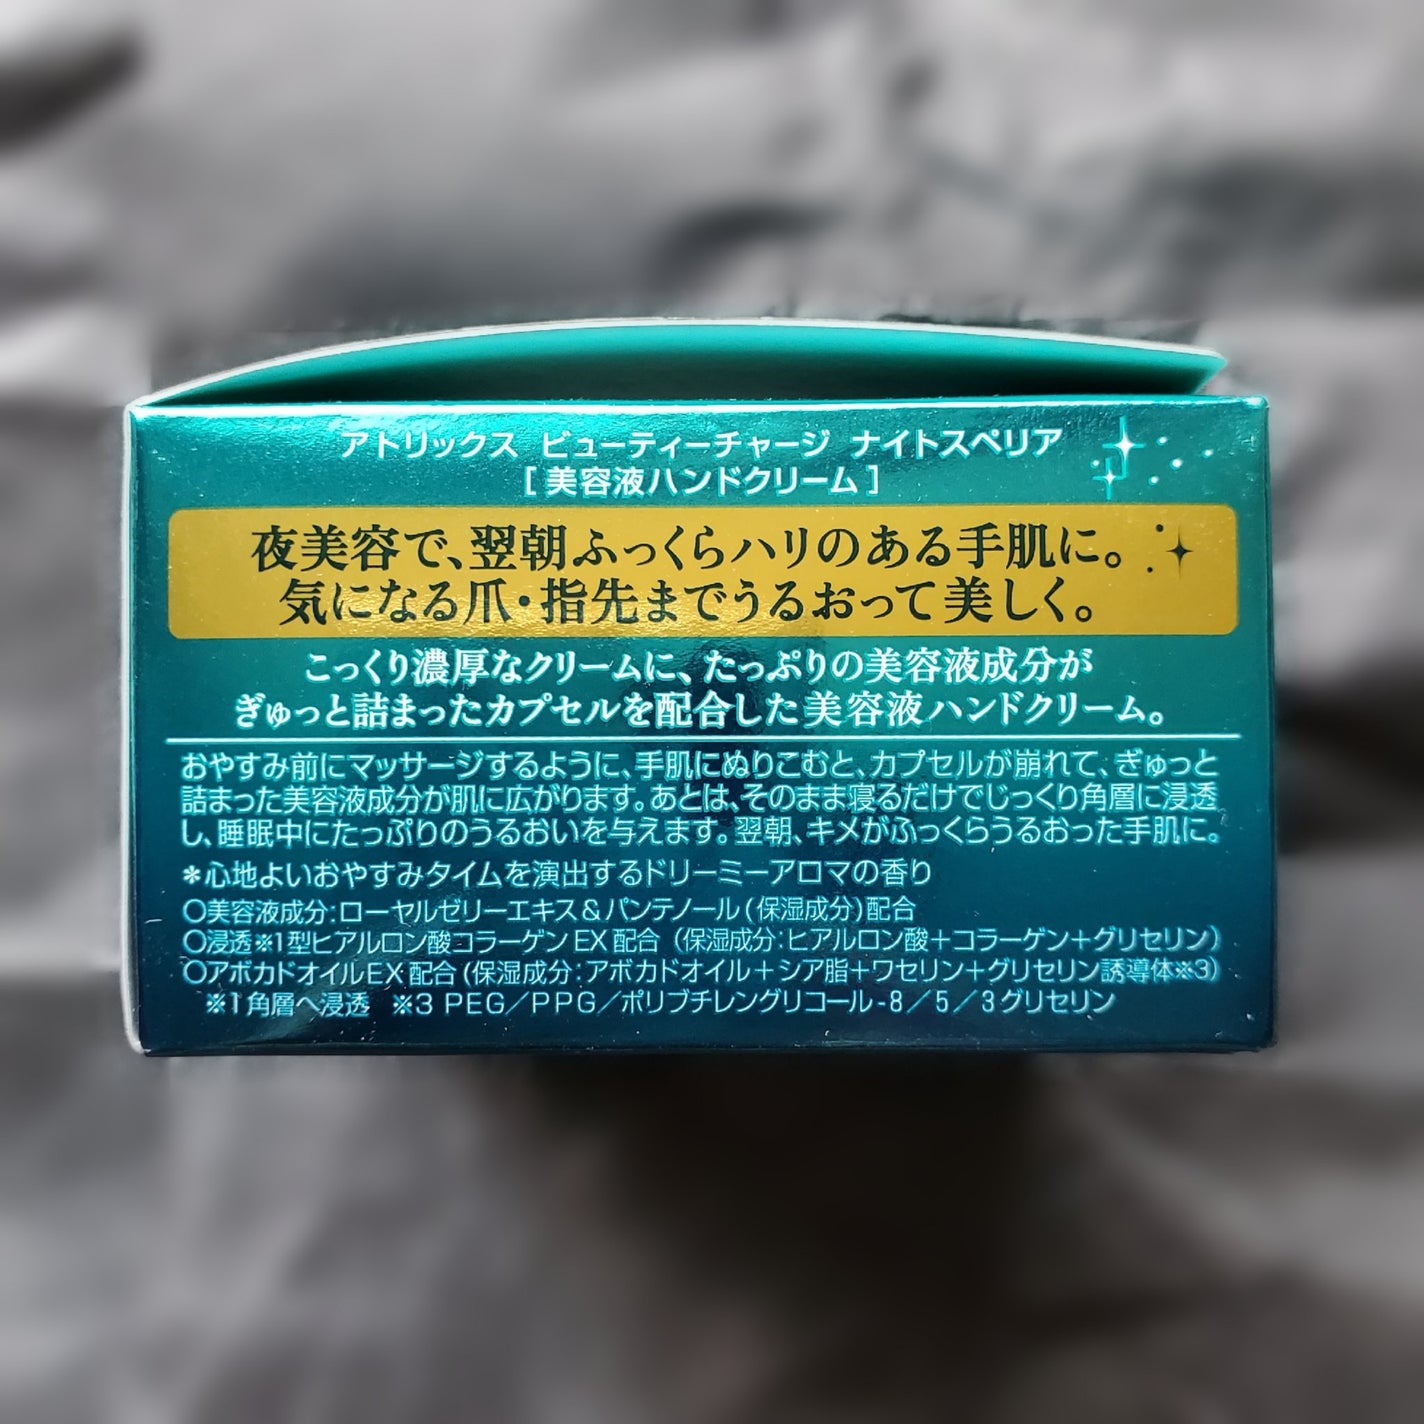 アトリックス ビューティーチャージ ナイトスペリア
[ 美容液ハンドクリーム ]
夜美容で、翌朝ふっくらハリのある手肌に。
気になる爪・指先までうるおって美しく。
こっくり濃厚なクリームに、たっぷりの美容液成分が
ぎゅっと詰まったカプセルを配合した美容液ハンドクリーム。
おやすみ前にマッサージするように、手肌にぬりこむと、カプセルが崩れて、ぎゅっと
詰まった美容液成分が肌に広がります。あとは、そのまま寝るだけでじっくり角層に浸透
し、睡眠中にたっぷりのうるおいを与えます。翌朝、キメがふっくらうるおった手肌に。
＊心地よいおやすみタイムを演出するドリーミーアロマの香り
○美容液成分：ローヤルゼリーエキス＆パンテノール（保湿成分）配合
○浸透※1型ヒアルロン酸コラーゲンEX配合（保湿成分：ヒアルロン酸＋コラーゲン＋グリセリン）
○アボカドオイルEX配合（保湿成分：アボカドオイル＋シア脂＋ワセリン＋グリセリン誘導体※3）
※1 角層へ浸透 ※3 PEG／PPG／ポリブチレングリコール-8／5／3グリセリン